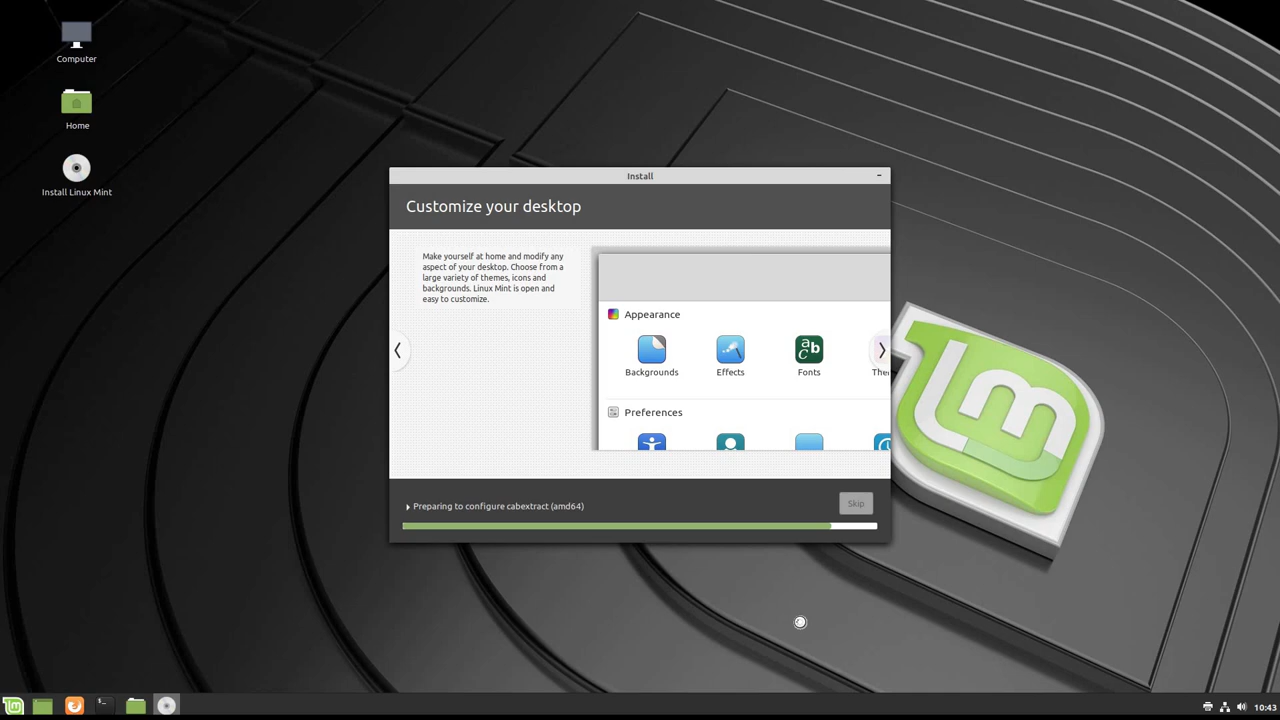 Computer
Home
Install Linux Mint
Install
Customize your desktop
Make yourself at home and modify any
aspect of your desktop. Choose from a
large variety of themes, icons and
backgrounds. Linux Mint is open and
easy to customize.
Appearance
Backgrounds
Effects
Fonts
Preferences
Preparing to configure cabextract (amd64)
Skip
10:43